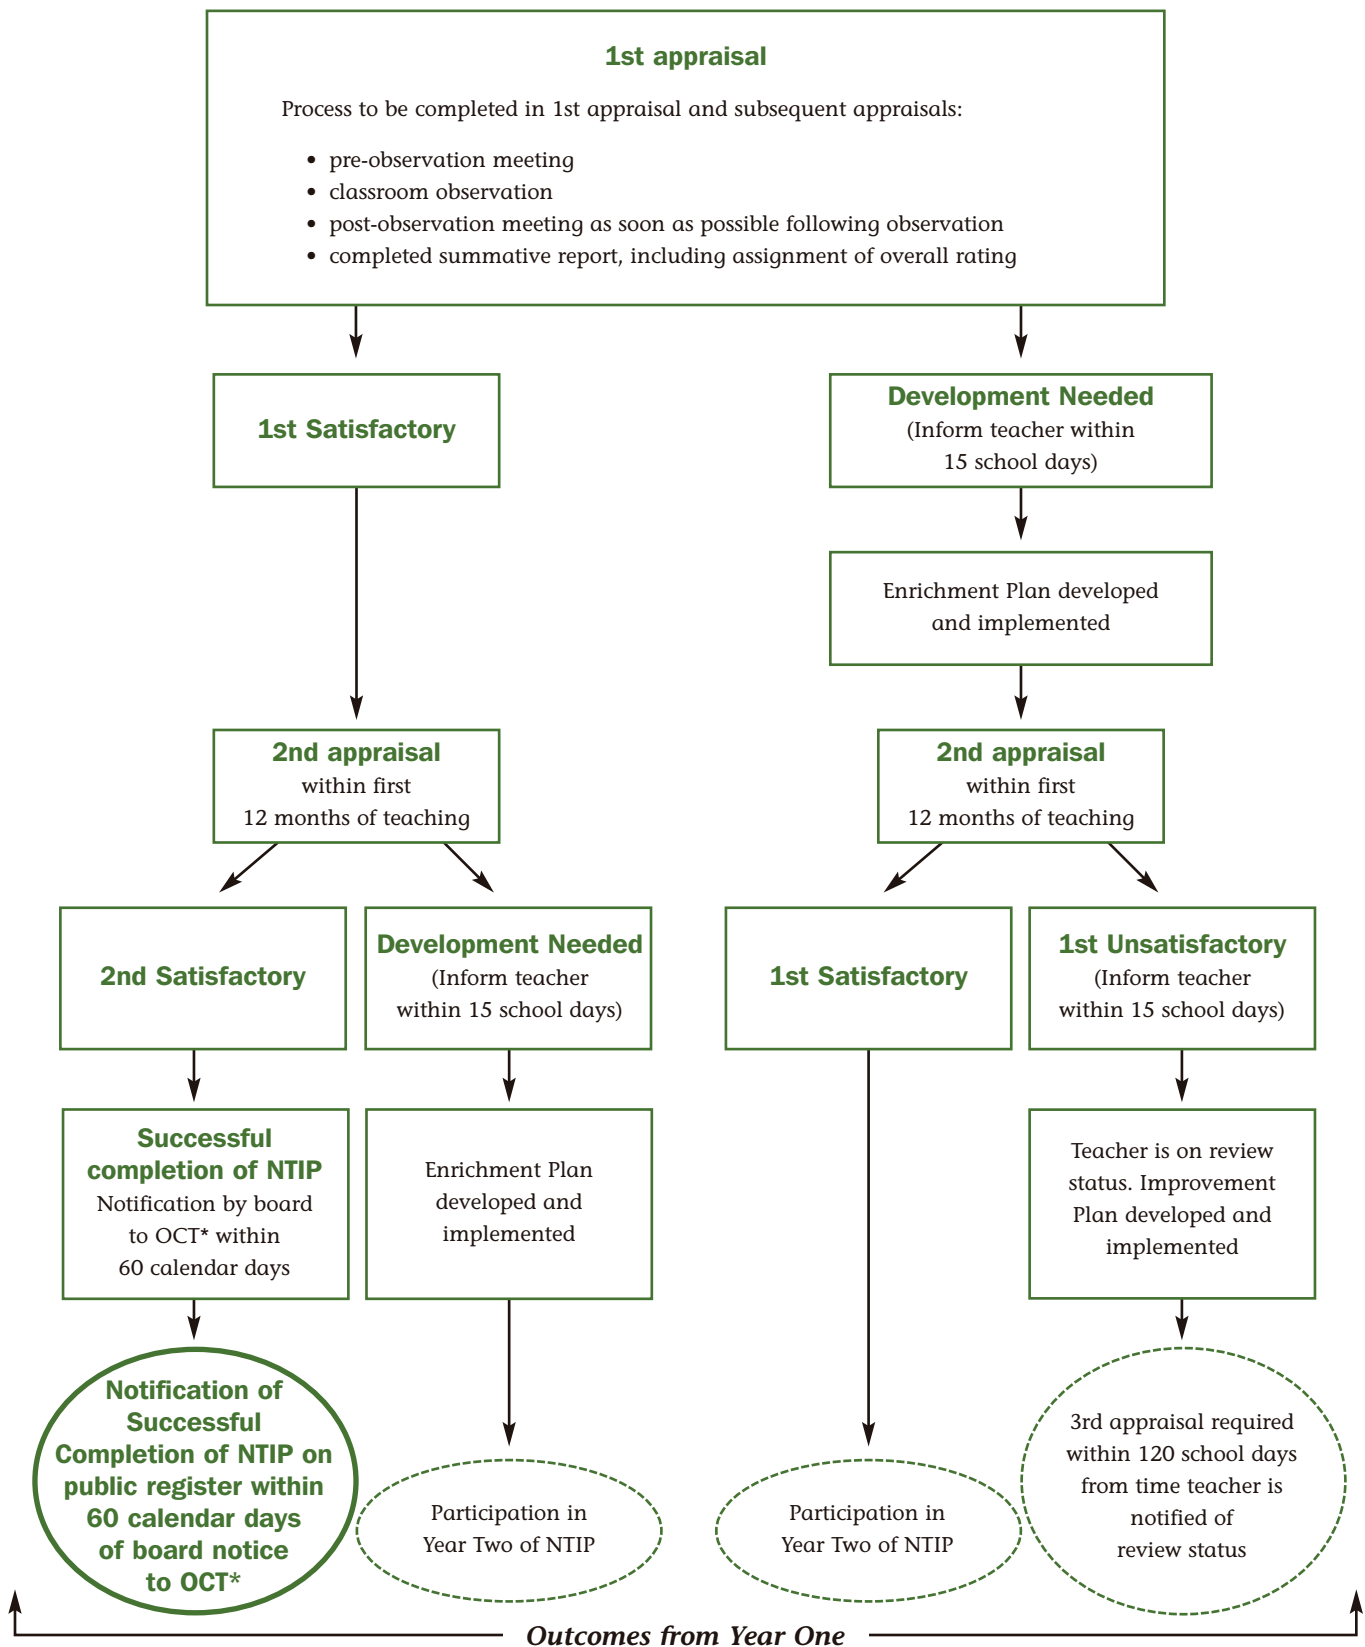 1st appraisal
Process to be completed in 1st appraisal and subsequent appraisals:
• pre-observation meeting
• classroom observation
• post-observation meeting as soon as possible following observation
• completed summative report, including assignment of overall rating
1st Satisfactory
Development Needed
(Inform teacher within
15 school days)
Enrichment Plan developed
and implemented
2nd appraisal
within first
12 months of teaching
2nd appraisal
within first
12 months of teaching
2nd Satisfactory
Development Needed
(Inform teacher
within 15 school days)
1st Satisfactory
1st Unsatisfactory
(Inform teacher
within 15 school days)
Successful
completion of NTIP
Notification by board
to OCT* within
60 calendar days
Enrichment Plan
developed and
implemented
Teacher is on review
status. Improvement
Plan developed and
implemented
Notification of
Successful
Completion of NTIP on
public register within
60 calendar days
of board notice
to OCT*
Participation in
Year Two of NTIP
Participation in
Year Two of NTIP
3rd appraisal required
within 120 school days
from time teacher is
notified of
review status
Outcomes from Year One